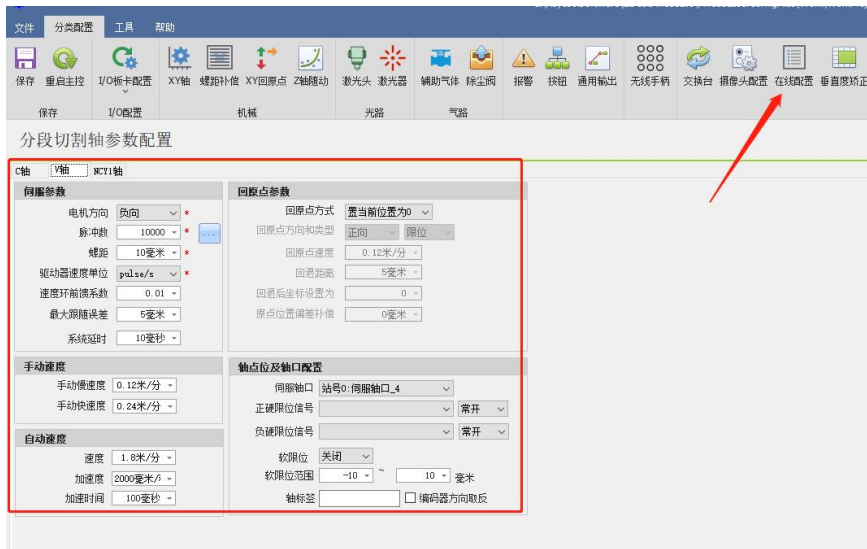 文件 分类配置 工具 帮助
保存 重启主控 I/O板卡配置 XY轴 螺距补偿 XY回原点 Z轴随动 激光头 激光器 辅助气体 除尘阀 报警 按钮 通用输出 无线手柄 交换台 摄像头配置 在线配置 垂直度矫正
保存 I/O配置 机械 光路 气路
分段切割轴参数配置
C轴 V轴 NCY1轴
伺服参数
电机方向 负向 *
脉冲数 10000 * ...
螺距 10毫米 *
驱动器速度单位 pulse/s *
速度环前馈系数 0.01
最大跟随误差 5毫米
系统延时 10毫秒
手动速度
手动慢速度 0.12米/分
手动快速度 0.24米/分
自动速度
速度 1.8米/分
加速度 2000毫米/
加速时间 100毫秒
回原点参数
回原点方式 置当前位置为0
回原点方向和类型 正向 限位
回原点速度 0.12米/分
回退距离 5毫米
回退后坐标设置为 0
原点位置偏差补偿 0毫米
轴点位及轴口配置
伺服轴口 站号0:伺服轴口_4
正硬限位信号 常开
负硬限位信号 常开
软限位 关闭
软限位范围 -10 ~ 10 毫米
轴标签 编码器方向取反